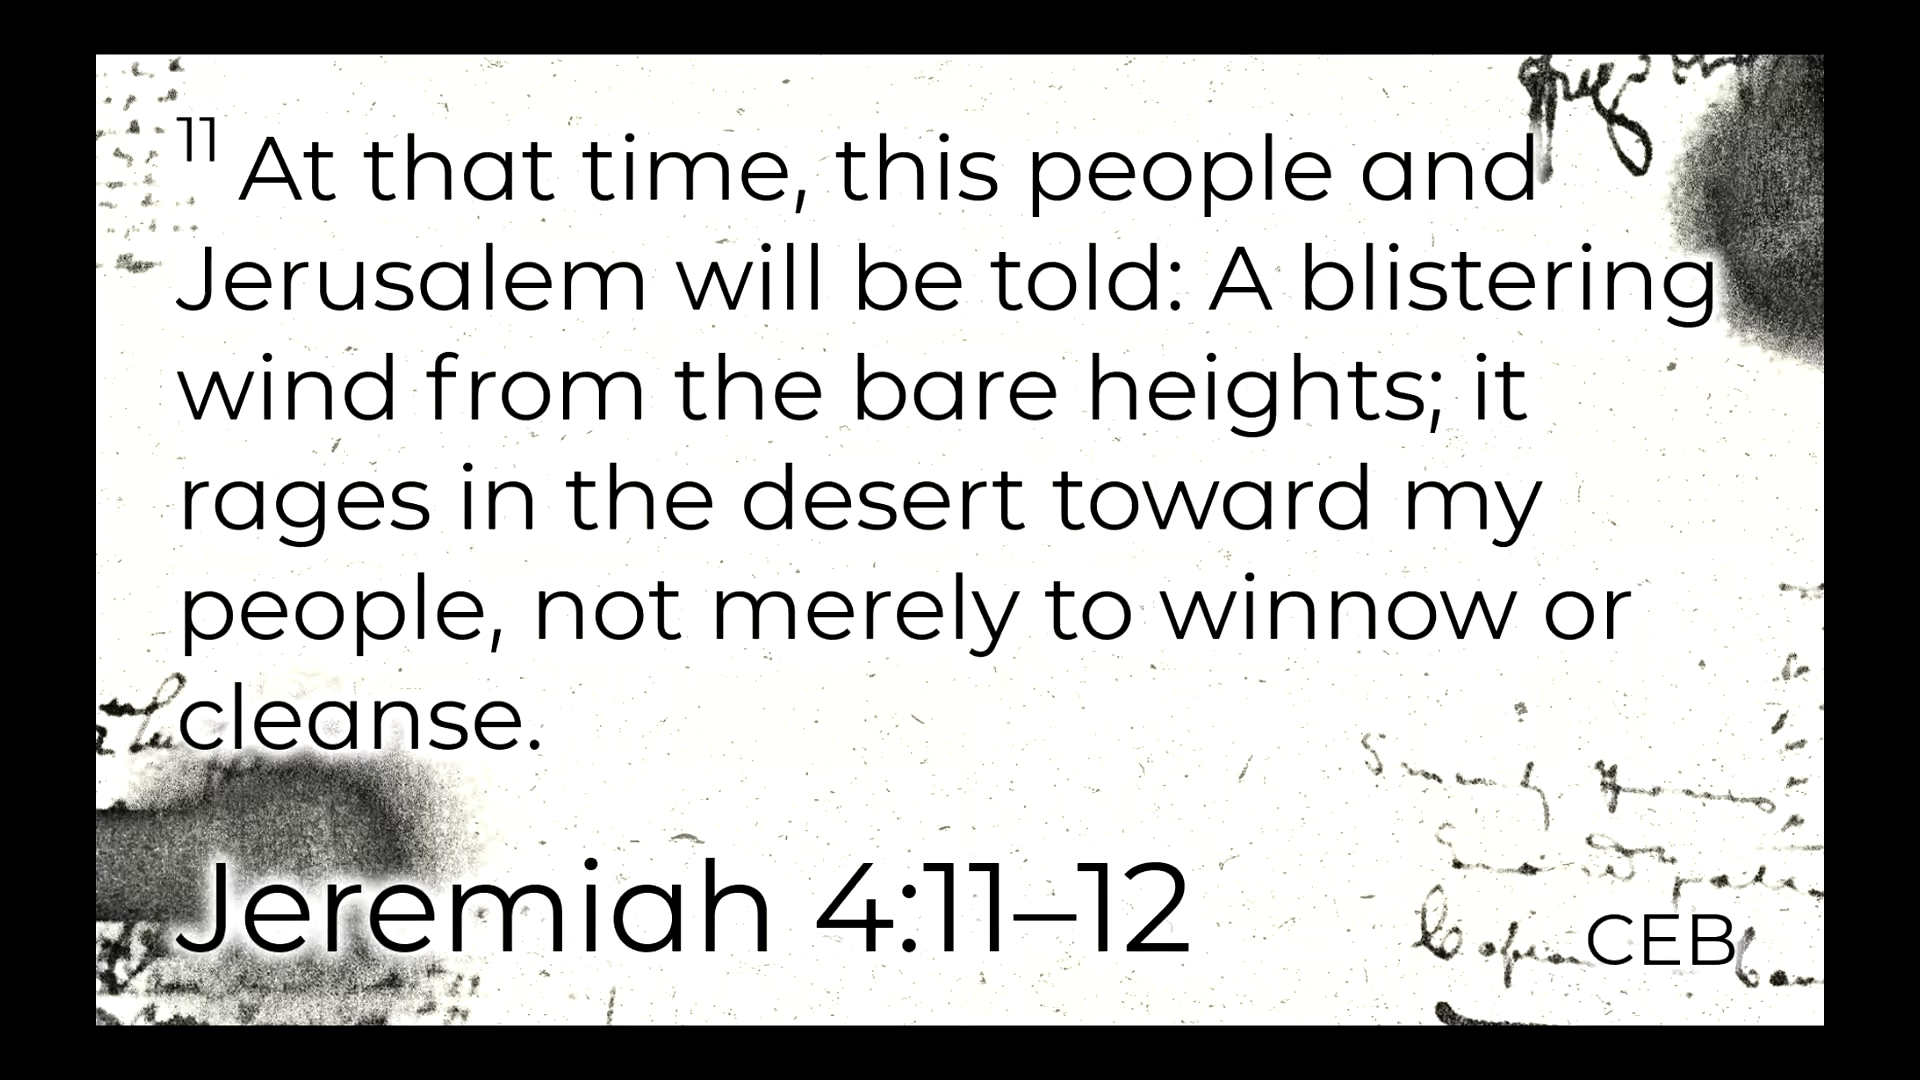 11 At that time, this people and
Jerusalem will be told: A blistering
wind from the bare heights; it
rages in the desert toward my
people, not merely to winnow or
cleanse.
Jeremiah 4:11–12
CEB